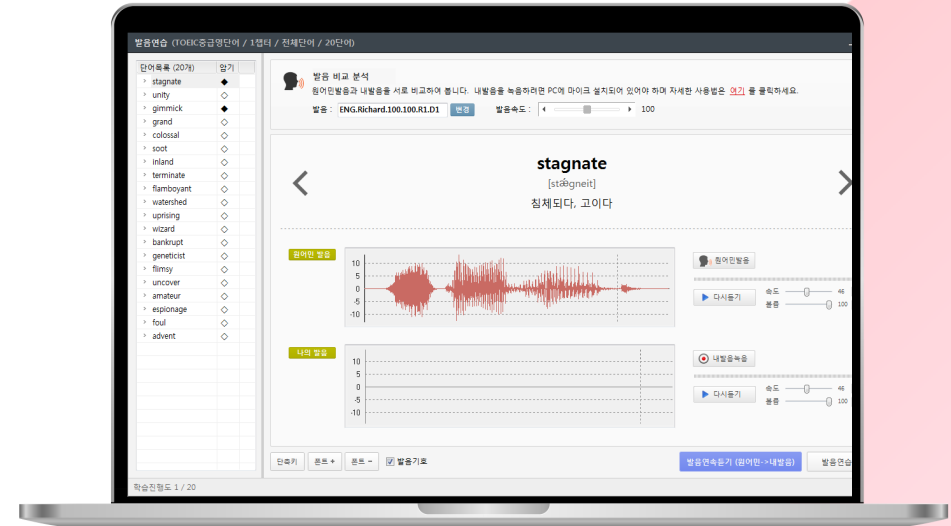 발음연습 (TOEIC중급영단어 / 1챕터 / 전체단어 / 20단어)
단어목록 (20개) 암기
stagnate
unity
gimmick
grand
colossal
soot
inland
terminate
flamboyant
watershed
uprising
wizard
bankrupt
geneticist
flimsy
uncover
amateur
espionage
foul
advent
학습진행도 1 / 20
발음 비교 분석
원어민발음과 내발음을 서로 비교하여 봅니다. 내발음을 녹음하려면 PC에 마이크 설치되어 있어야 하며 자세한 사용법은 여기 를 클릭하세요.
발음 : ENG.Richard.100.100.R1.D1 변경 발음속도 : 100
stagnate
[stǽgneit]
침체되다, 고이다
원어민 발음
10
5
0
-5
-10
원어민발음
다시듣기
속도 46
볼륨 100
나의 발음
10
5
0
-5
-10
내발음녹음
다시듣기
속도 46
볼륨 100
단축키 폰트 + 폰트 - 발음기호
발음연속듣기 (원어민->내발음) 발음연습